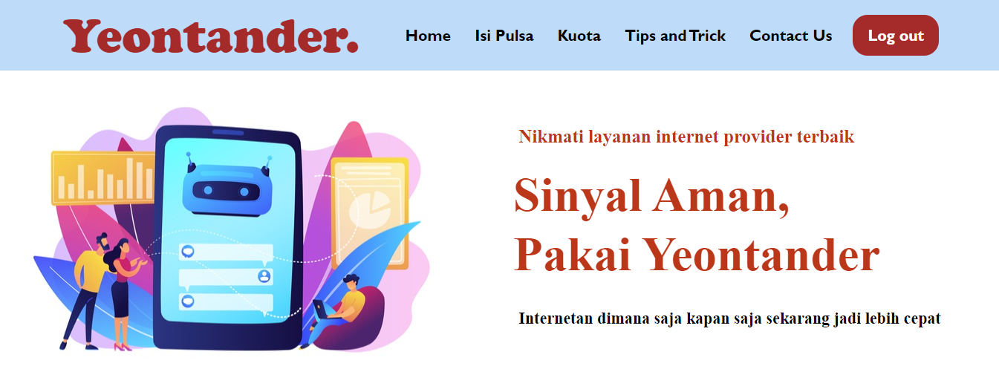 Yeontander.
Home Isi Pulsa Kuota Tips and Trick Contact Us Log out
Nikmati layanan internet provider terbaik
Sinyal Aman,
Pakai Yeontander
Internetan dimana saja kapan saja sekarang jadi lebih cepat